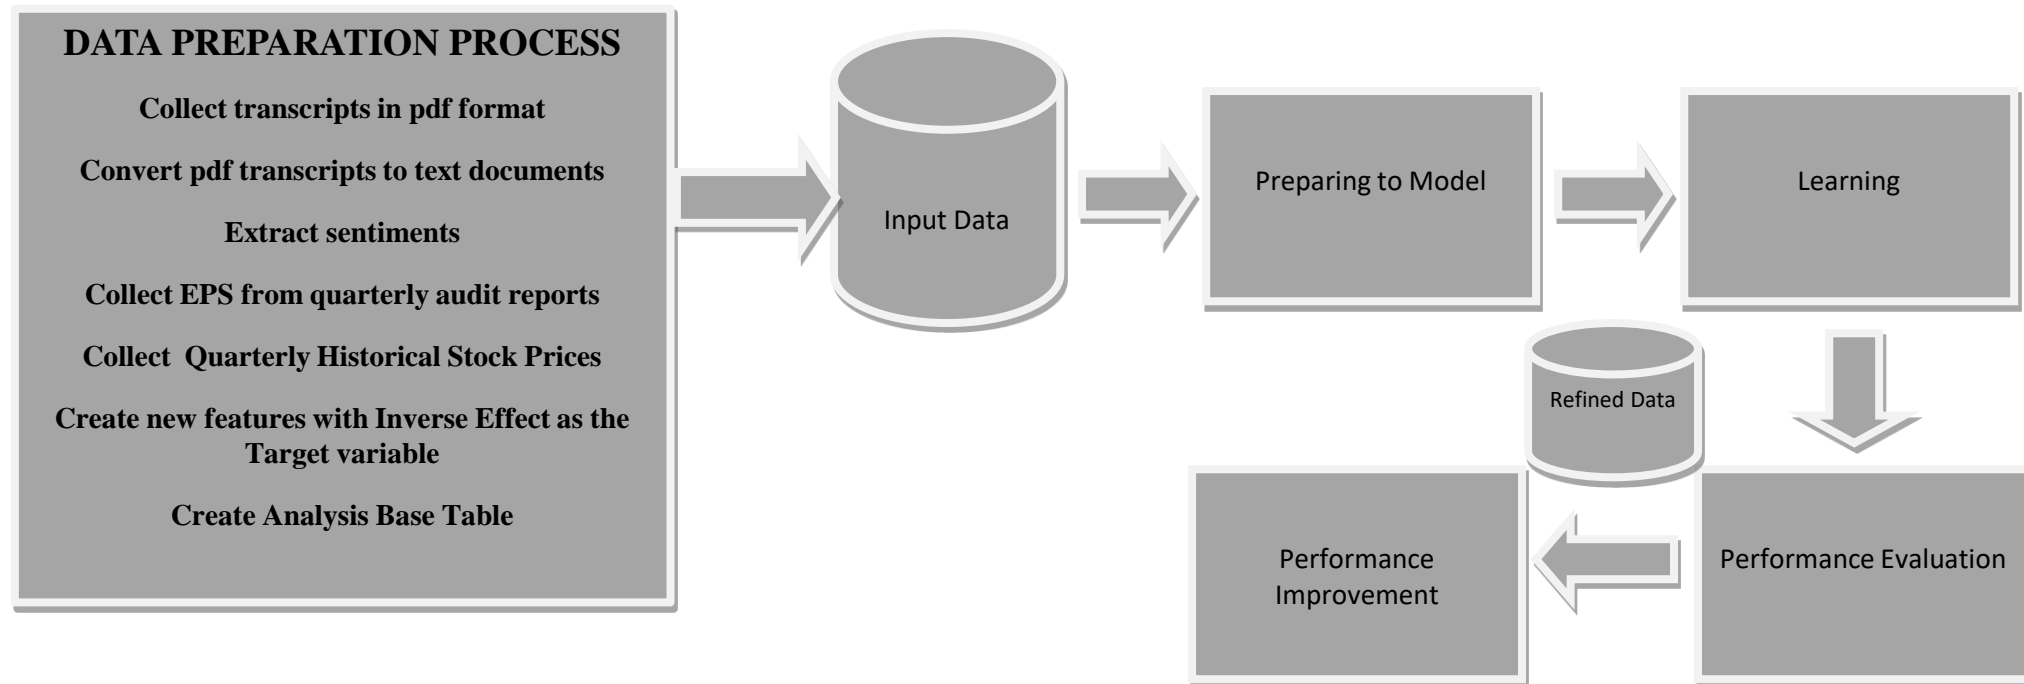 DATA PREPARATION PROCESS
Collect transcripts in pdf format
Convert pdf transcripts to text documents
Extract sentiments
Collect EPS from quarterly audit reports
Collect  Quarterly Historical Stock Prices
Create new features with Inverse Effect as the
Target variable
Create Analysis Base Table
Input Data
Preparing to Model
Learning
Refined Data
Performance
Improvement
Performance Evaluation